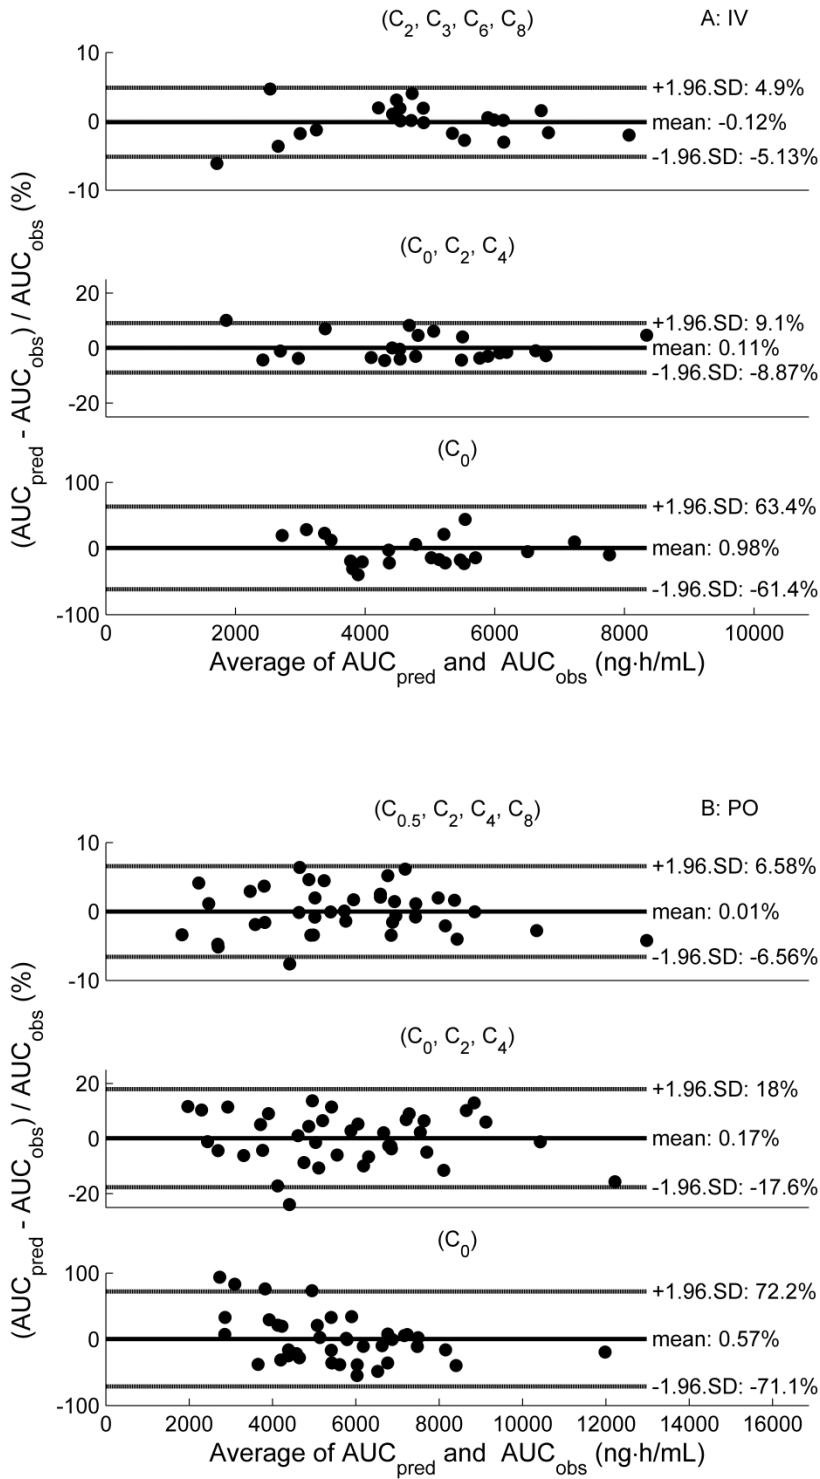 (C2, C3, C6, C8) A: IV
10
0
-10
+1.96.SD: 4.9%
mean: -0.12%
-1.96.SD: -5.13%
(C0, C2, C4)
20
0
-20
+1.96.SD: 9.1%
mean: 0.11%
-1.96.SD: -8.87%
(C0)
100
0
-100
+1.96.SD: 63.4%
mean: 0.98%
-1.96.SD: -61.4%
0 2000 4000 6000 8000 10000
Average of AUCpred and AUCobs (ng·h/mL)
(AUCpred - AUCobs) / AUCobs (%)
(C0.5, C2, C4, C8) B: PO
10
0
-10
+1.96.SD: 6.58%
mean: 0.01%
-1.96.SD: -6.56%
(C0, C2, C4)
20
0
-20
+1.96.SD: 18%
mean: 0.17%
-1.96.SD: -17.6%
(C0)
100
0
-100
+1.96.SD: 72.2%
mean: 0.57%
-1.96.SD: -71.1%
0 2000 4000 6000 8000 10000 12000 14000 16000
Average of AUCpred and AUCobs (ng·h/mL)
(AUCpred - AUCobs) / AUCobs (%)